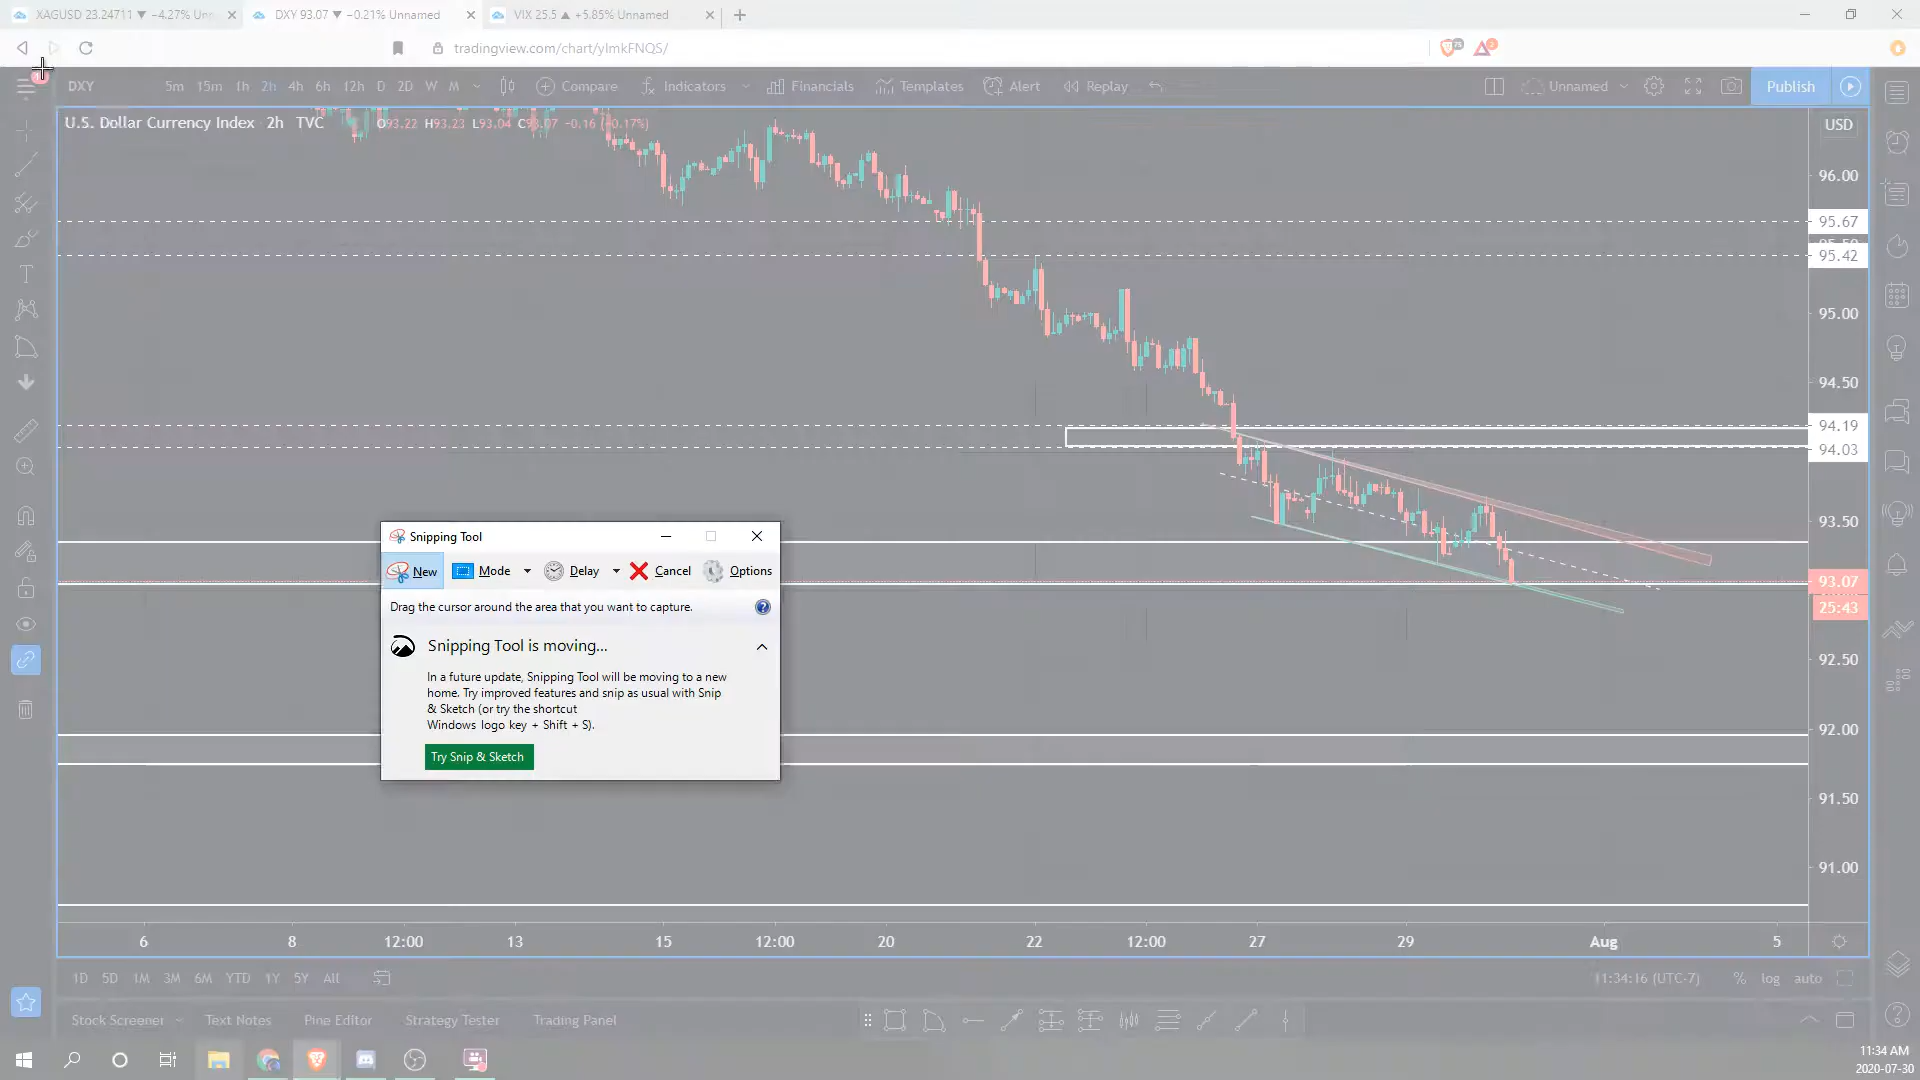 XAGUSD 23.24711 ▼ −4.27% Unn
DXY 93.07 ▼ −0.21% Unnamed
VIX 25.5 ▲ +5.85% Unnamed
tradingview.com/chart/yImkFNQS/
DXY 5m 15m 1h 2h 4h 6h 12h D 2D W M Compare Indicators Financials Templates Alert Replay Unnamed Publish
U.S. Dollar Currency Index 2h TVC O93.22 H93.23 L93.04 C93.07 −0.16 (−0.17%)
USD
96.00
95.67
95.42
95.00
94.50
94.19
94.03
93.50
93.07
25:43
92.50
92.00
91.50
91.00
Snipping Tool
New Mode Delay Cancel Options
Drag the cursor around the area that you want to capture.
Snipping Tool is moving...
In a future update, Snipping Tool will be moving to a new
home. Try improved features and snip as usual with Snip
& Sketch (or try the shortcut
Windows logo key + Shift + S).
Try Snip & Sketch
6 8 12:00 13 15 12:00 20 22 12:00 27 29 Aug 5
1D 5D 1M 3M 6M YTD 1Y 5Y All 11:34:16 (UTC-7) % log auto
Stock Screener Text Notes Pine Editor Strategy Tester Trading Panel
11:34 AM
2020-07-30